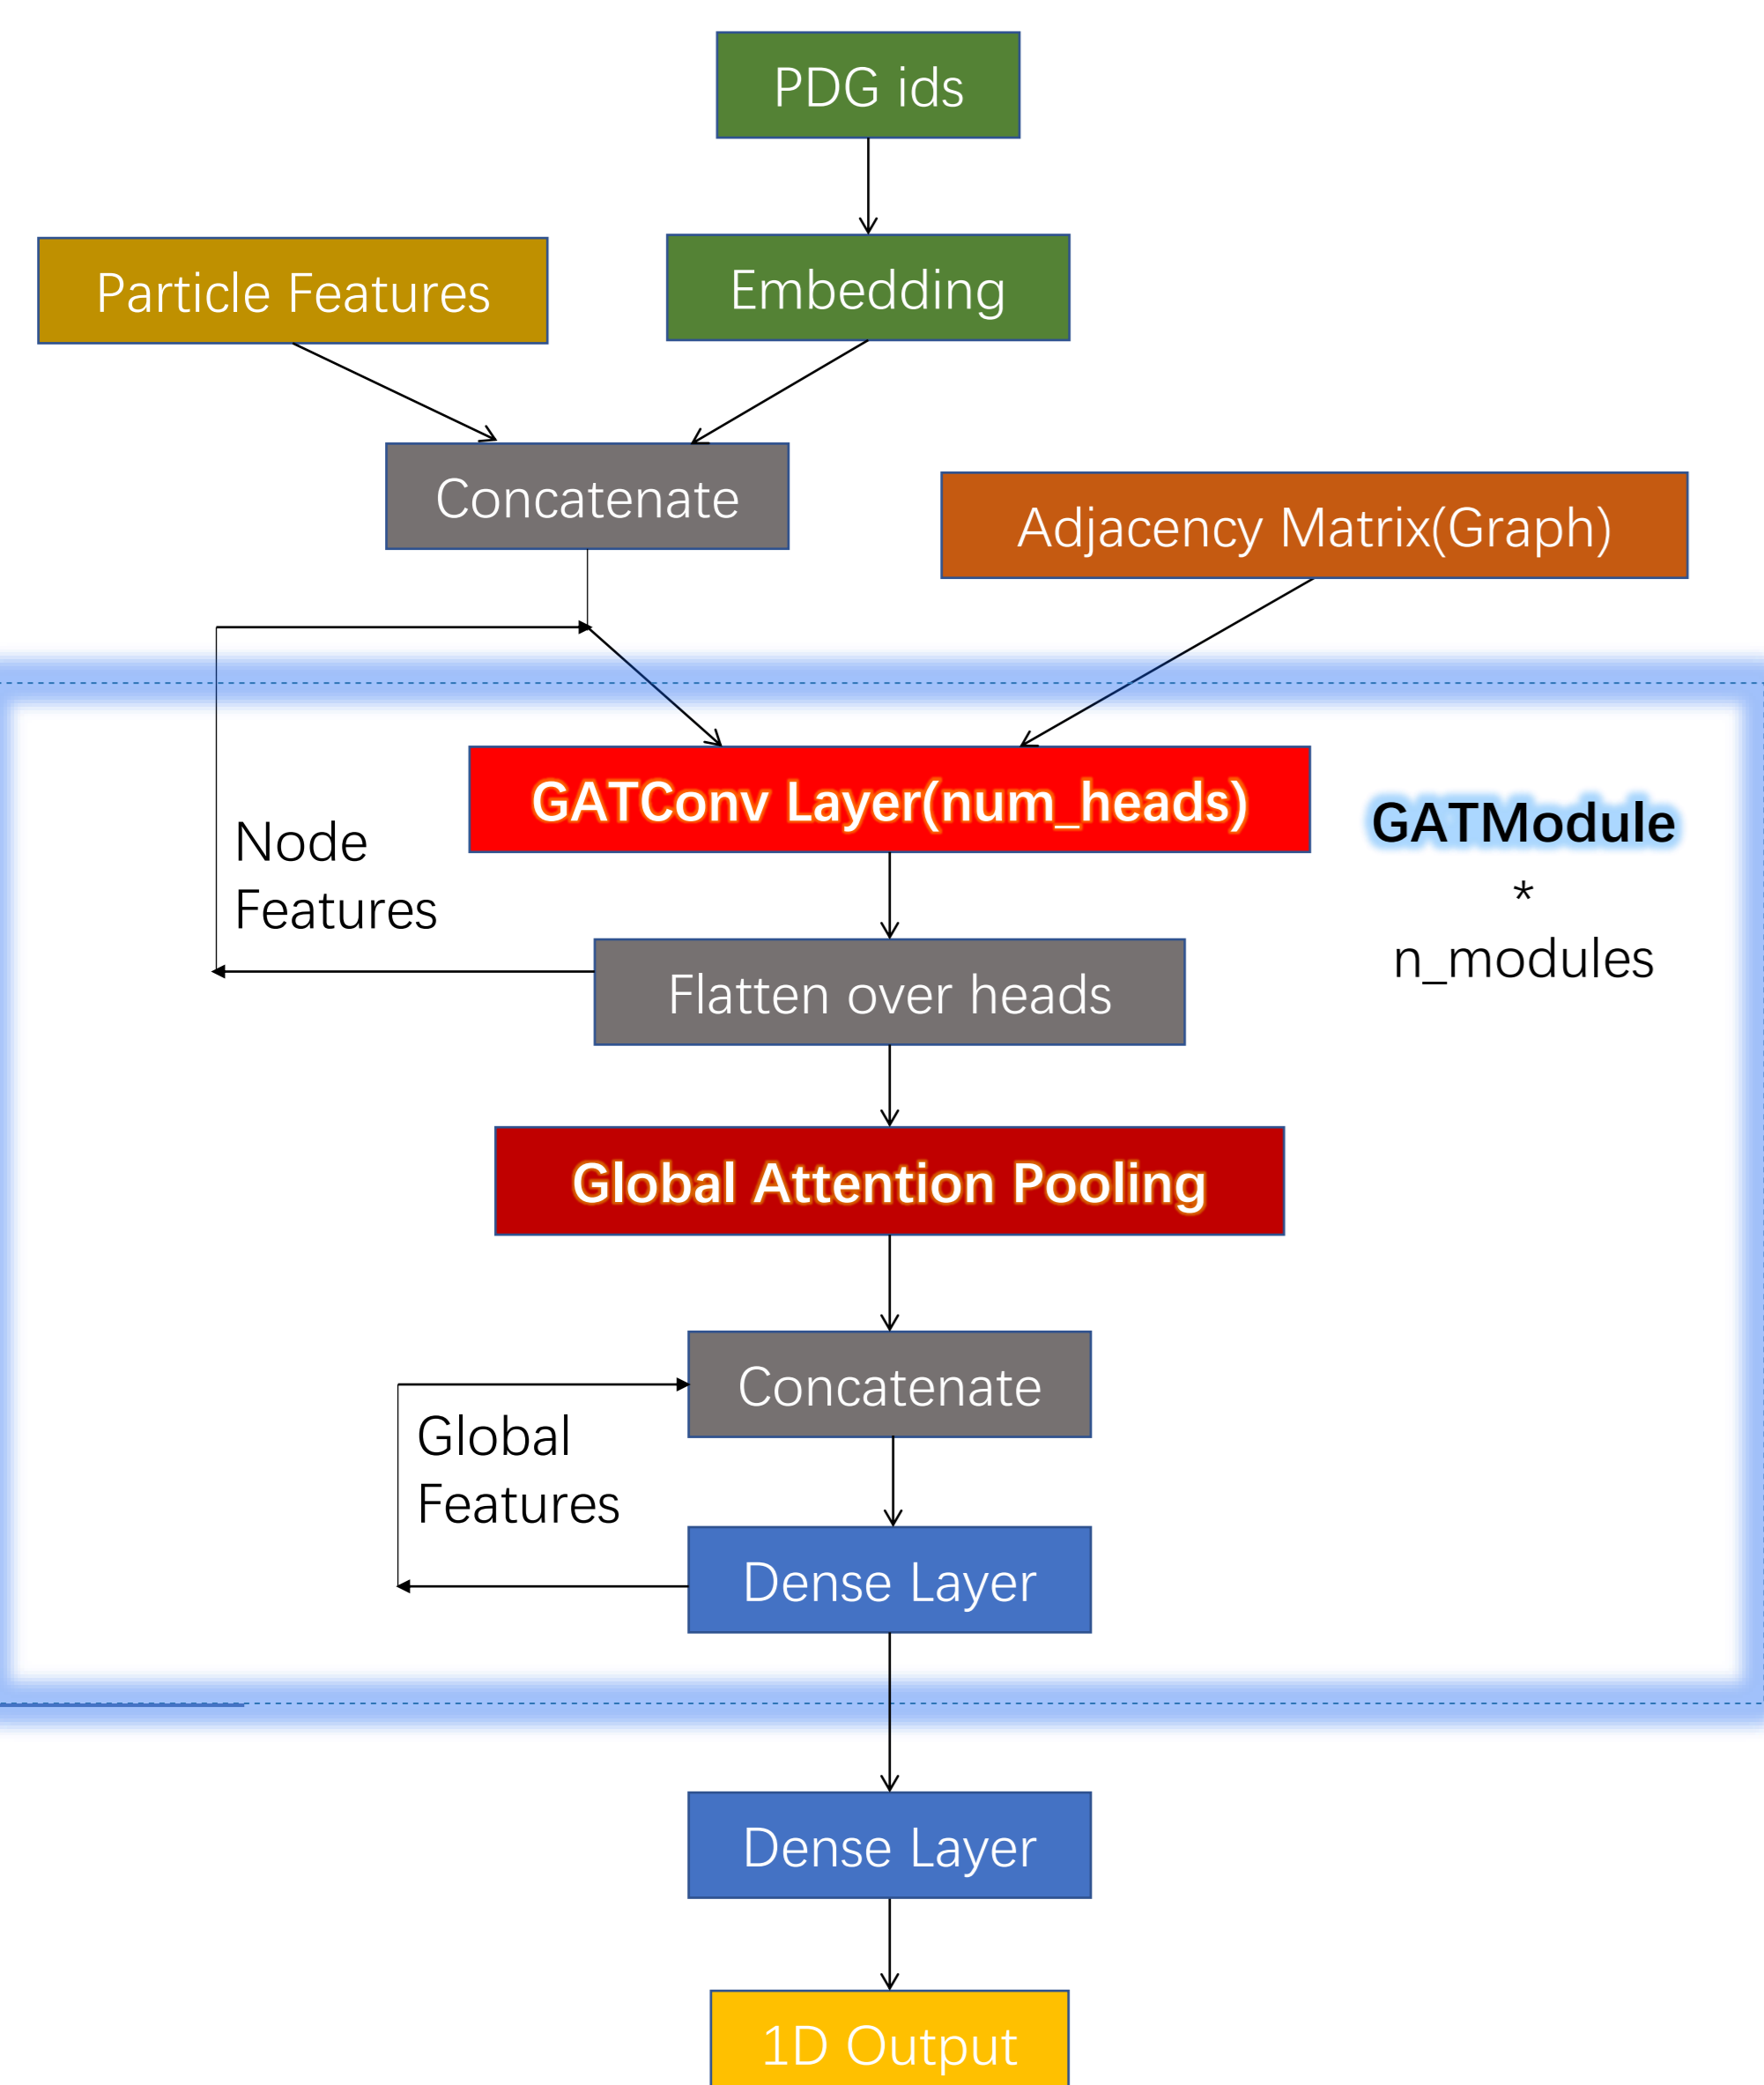 PDG ids
Particle Features
Embedding
Concatenate
Adjacency Matrix(Graph)
GATConv Layer(num_heads)
GATModule
*
n_modules
Node
Features
Flatten over heads
Global Attention Pooling
Concatenate
Global
Features
Dense Layer
Dense Layer
1D Output